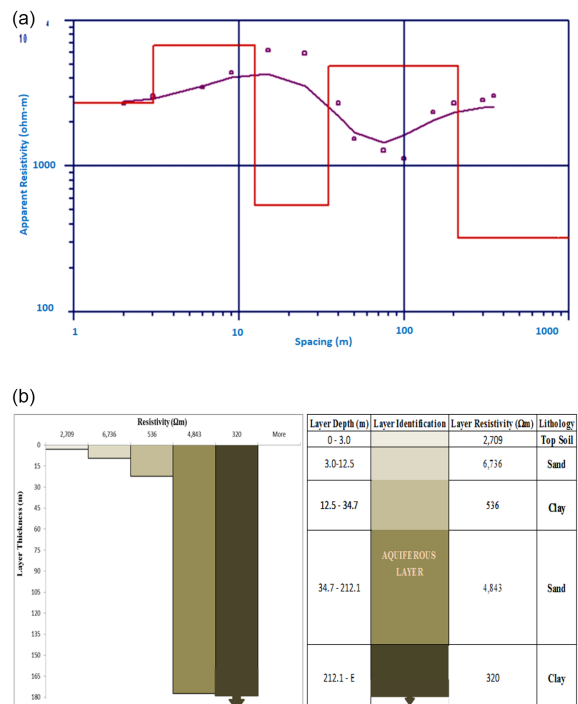 (a)
10 4
1000
100
Apparent Resistivity (ohm-m)
1 10 100 1000
Spacing (m)
(b)
Resistivity (Ωm)
2,709 6,736 536 4,843 320 More
0
15
30
45
60
75
90
105
120
135
150
165
180
Layer Thickness (m)
Layer Depth (m) Layer Identification Layer Resistivity (Ωm) Lithology
0 - 3.0 2,709 Top Soil
3.0-12.5 6,736 Sand
12.5 - 34.7 536 Clay
AQUIFEROUS
LAYER
34.7 - 212.1 4,843 Sand
212.1 - E 320 Clay